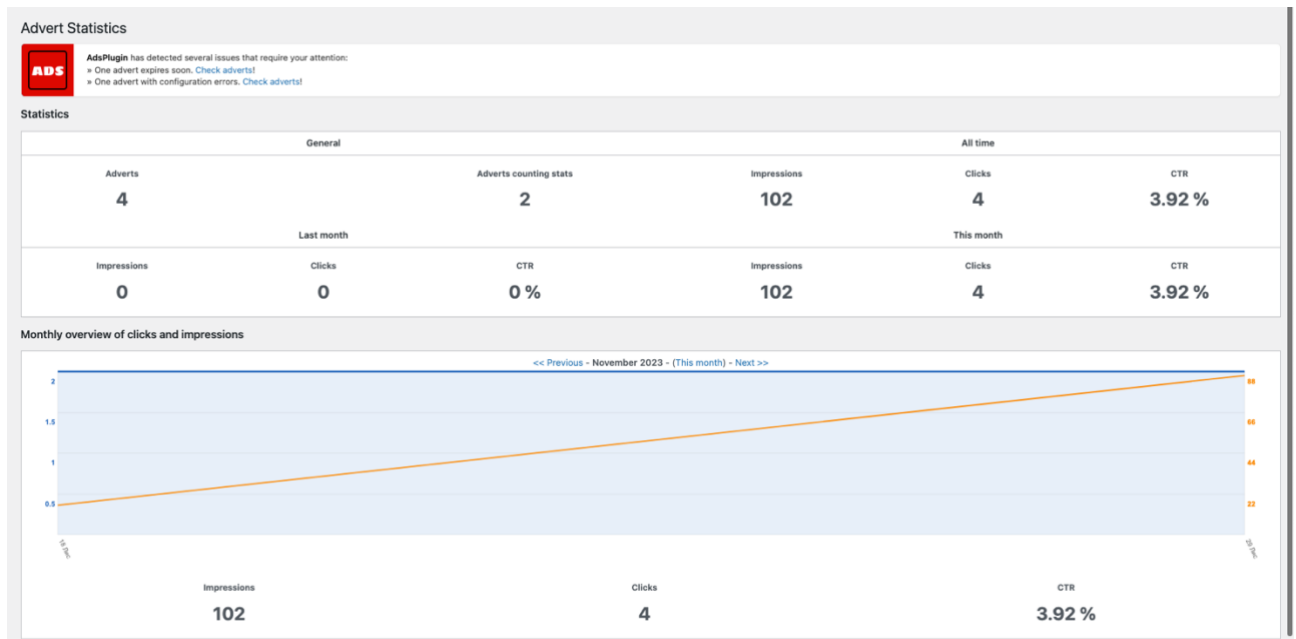 Advert Statistics
ADS
AdsPlugin has detected several issues that require your attention:
» One advert expires soon. Check adverts!
» One advert with configuration errors. Check adverts!
Statistics
General All time
Adverts Adverts counting stats Impressions Clicks CTR
4 2 102 4 3.92 %
Last month This month
Impressions Clicks CTR Impressions Clicks CTR
0 0 0 % 102 4 3.92 %
Monthly overview of clicks and impressions
<< Previous - November 2023 - (This month) - Next >>
2 88
1.5 66
1 44
0.5 22
18 Dec 25 Dec
Impressions Clicks CTR
102 4 3.92 %